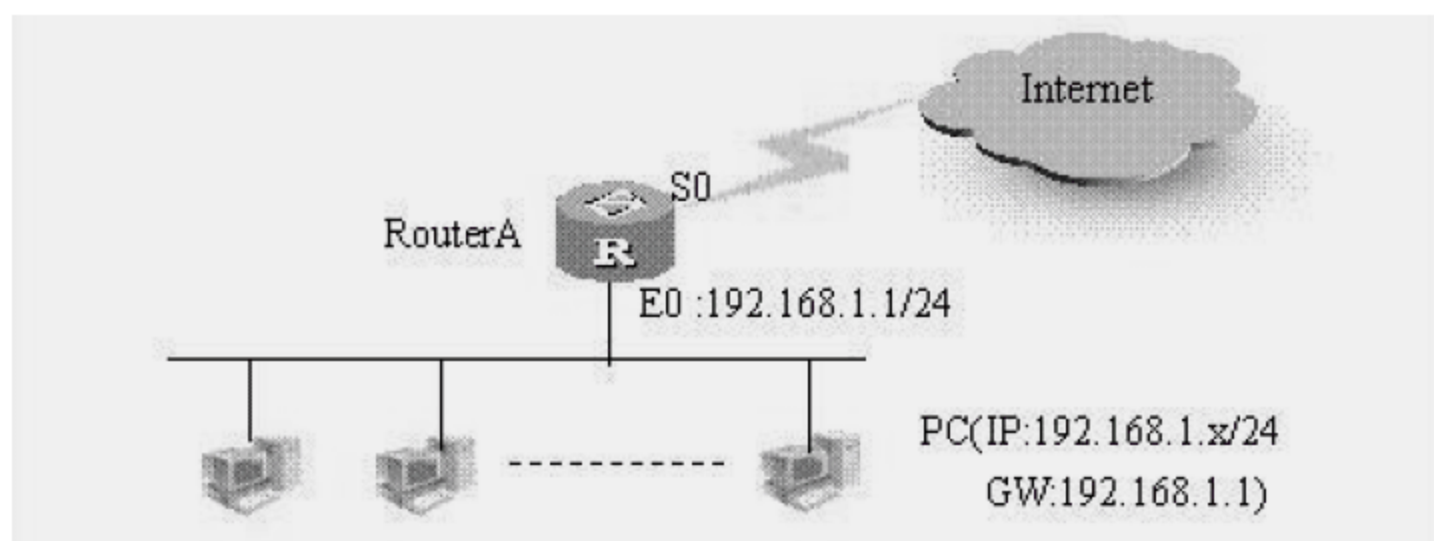 Internet
S0
RouterA
R
E0 :192.168.1.1/24
PC(IP:192.168.1.x/24
GW:192.168.1.1)